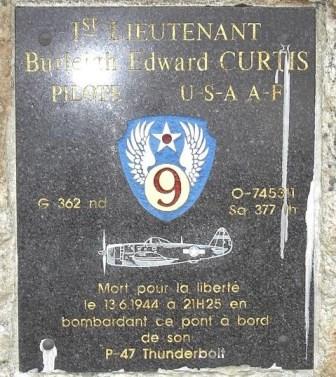 1ST LIEUTENANT
Burleigh Edward CURTIS
PILOTE U-S-A A-F
9
G 362 nd O-745311
Sq 377 th
Mort pour la liberté
le 13.6.1944 à 21H25 en
bombardant ce pont à bord
de son
P-47 Thunderbolt